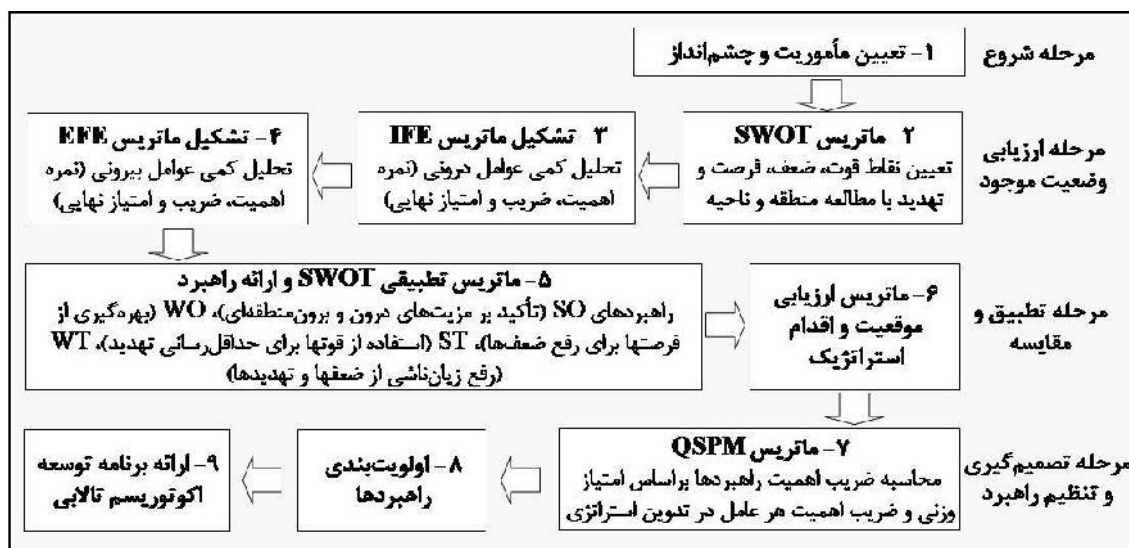 مرحله شروع
۱- تعیین مأموریت و چشم‌انداز
مرحله ارزیابی
وضعیت موجود
۲ ماتریس SWOT
تعیین نقاط قوت، ضعف، فرصت و
تهدید با مطالعه منطقه و ناحیه
۳ تشکیل ماتریس IFE
تحلیل کمی عوامل درونی (نمره
اهمیت، ضریب و امتیاز نهایی)
۴- تشکیل ماتریس EFE
تحلیل کمی عوامل بیرونی (نمره
اهمیت، ضریب و امتیاز نهایی)
مرحله تطبیق و
مقایسه
۵- ماتریس تطبیقی SWOT و ارائه راهبرد
راهبردهای SO (تأکید بر مزیت‌های درون و برون‌منطقه‌ای)، WO (بهره‌گیری از
فرصتها برای رفع ضعف‌ها)، ST (استفاده از قوتها برای حداقل‌رسانی تهدید)، WT
(رفع زیان‌ناشی از ضعفها و تهدیدها)
۶- ماتریس ارزیابی
موقعیت و اقدام
استراتژیک
مرحله تصمیم‌گیری
و تنظیم راهبرد
۷- ماتریس QSPM
محاسبه ضریب اهمیت راهبردها براساس امتیاز
وزنی و ضریب اهمیت هر عامل در تدوین استراتژی
۸- اولویت‌بندی
راهبردها
۹- ارائه برنامه توسعه
اکوتوریسم تالابی